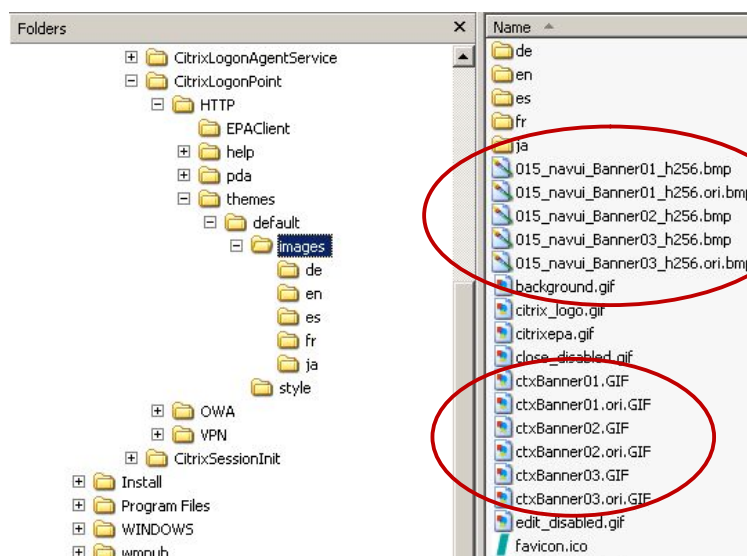 Folders
CitrixLogonAgentService
CitrixLogonPoint
HTTP
EPAClient
help
pda
themes
default
images
de
en
es
fr
ja
style
OWA
VPN
CitrixSessionInit
Install
Program Files
WINDOWS
wmpub
Name
de
en
es
fr
ja
015_navui_Banner01_h256.bmp
015_navui_Banner01_h256.ori.bmp
015_navui_Banner02_h256.bmp
015_navui_Banner03_h256.bmp
015_navui_Banner03_h256.ori.bmp
background.gif
citrix_logo.gif
citrixepa.gif
close_disabled.gif
ctxBanner01.GIF
ctxBanner01.ori.GIF
ctxBanner02.GIF
ctxBanner02.ori.GIF
ctxBanner03.GIF
ctxBanner03.ori.GIF
edit_disabled.gif
favicon.ico